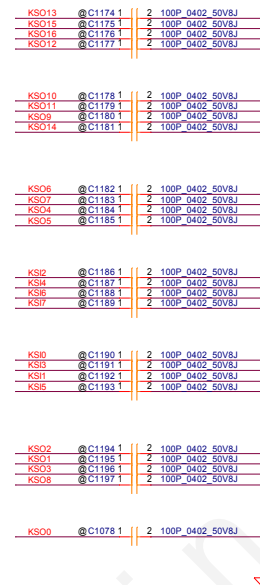 KSO13 @C1174 1 2 100P_0402_50V8J
KSO15 @C1175 1 2 100P_0402_50V8J
KSO16 @C1176 1 2 100P_0402_50V8J
KSO12 @C1177 1 2 100P_0402_50V8J
KSO10 @C1178 1 2 100P_0402_50V8J
KSO11 @C1179 1 2 100P_0402_50V8J
KSO9 @C1180 1 2 100P_0402_50V8J
KSO14 @C1181 1 2 100P_0402_50V8J
KSO6 @C1182 1 2 100P_0402_50V8J
KSO7 @C1183 1 2 100P_0402_50V8J
KSO4 @C1184 1 2 100P_0402_50V8J
KSO5 @C1185 1 2 100P_0402_50V8J
KSI2 @C1186 1 2 100P_0402_50V8J
KSI4 @C1187 1 2 100P_0402_50V8J
KSI6 @C1188 1 2 100P_0402_50V8J
KSI7 @C1189 1 2 100P_0402_50V8J
KSI0 @C1190 1 2 100P_0402_50V8J
KSI3 @C1191 1 2 100P_0402_50V8J
KSI1 @C1192 1 2 100P_0402_50V8J
KSI5 @C1193 1 2 100P_0402_50V8J
KSO2 @C1194 1 2 100P_0402_50V8J
KSO1 @C1195 1 2 100P_0402_50V8J
KSO3 @C1196 1 2 100P_0402_50V8J
KSO8 @C1197 1 2 100P_0402_50V8J
KSO0 @C1078 1 2 100P_0402_50V8J